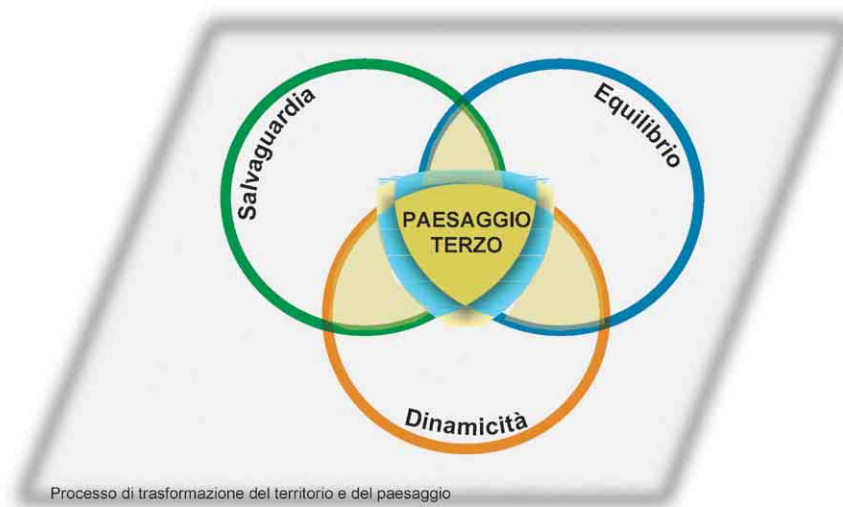 Salvaguardia
Equilibrio
PAESAGGIO
TERZO
Dinamicità
Processo di trasformazione del territorio e del paesaggio